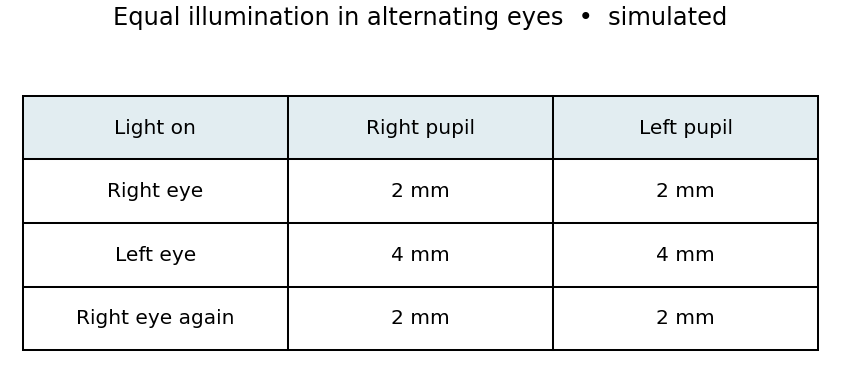 Equal illumination in alternating eyes • simulated
Light on Right pupil Left pupil
Right eye 2 mm 2 mm
Left eye 4 mm 4 mm
Right eye again 2 mm 2 mm